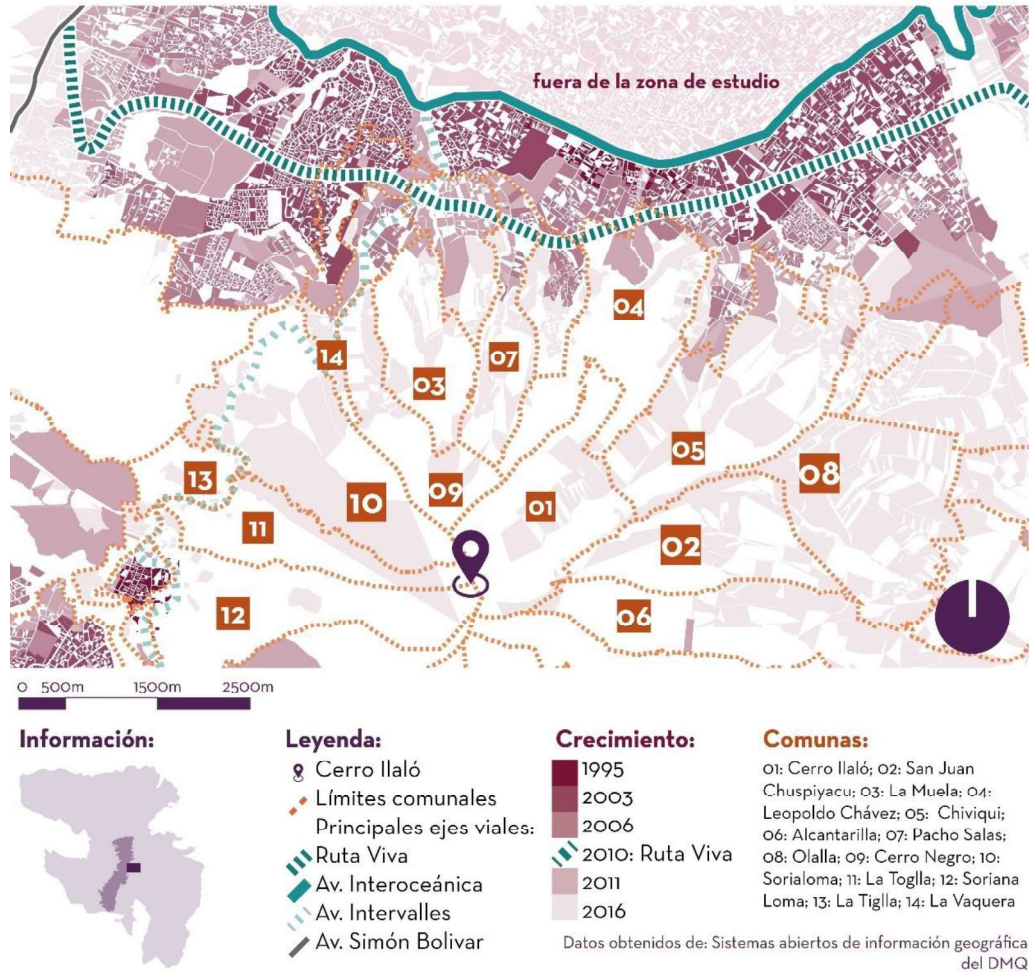 fuera de la zona de estudio
04
14
03
07
05
13
08
10
09
01
11
02
12
06
0 500m 1500m 2500m
Información:
Leyenda:
Cerro Ilaló
Límites comunales
Principales ejes viales:
Ruta Viva
Av. Interoceánica
Av. Intervalles
Av. Simón Bolivar
Crecimiento:
1995
2003
2006
2010: Ruta Viva
2011
2016
Comunas:
01: Cerro Ilaló; 02: San Juan
Chuspiyacu; 03: La Muela; 04:
Leopoldo Chávez; 05: Chiviqui;
06: Alcantarilla; 07: Pacho Salas;
08: Olalla; 09: Cerro Negro; 10:
Sorialoma; 11: La Toglla; 12: Soriana
Loma; 13: La Tiglla; 14: La Vaquera
Datos obtenidos de: Sistemas abiertos de información geográfica
del DMQ